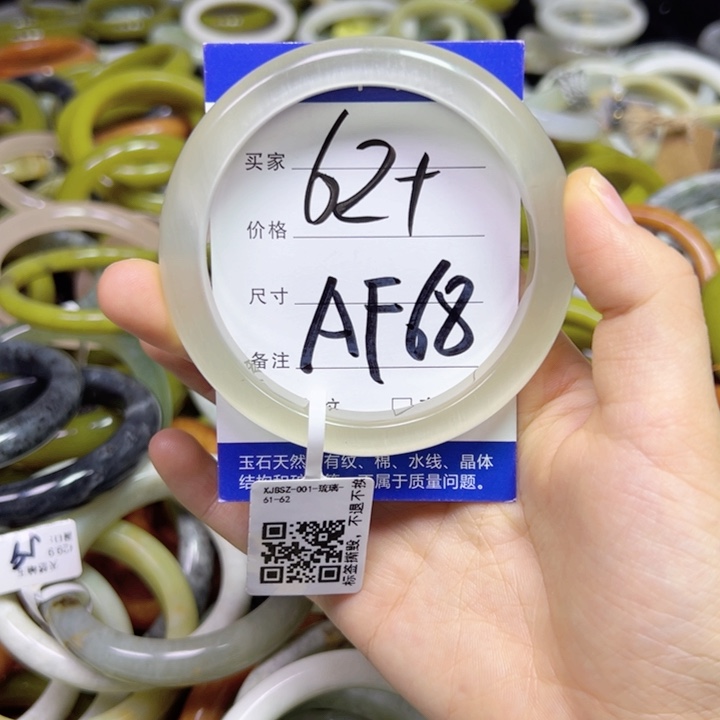 买家
62+
价格
尺寸
AF68
备注
玉石天然 有纹、棉、水线、晶体
结构和 属于质量问题。
XJBSZ-001-玻璃-
61-62
标签撕毁，不退不换